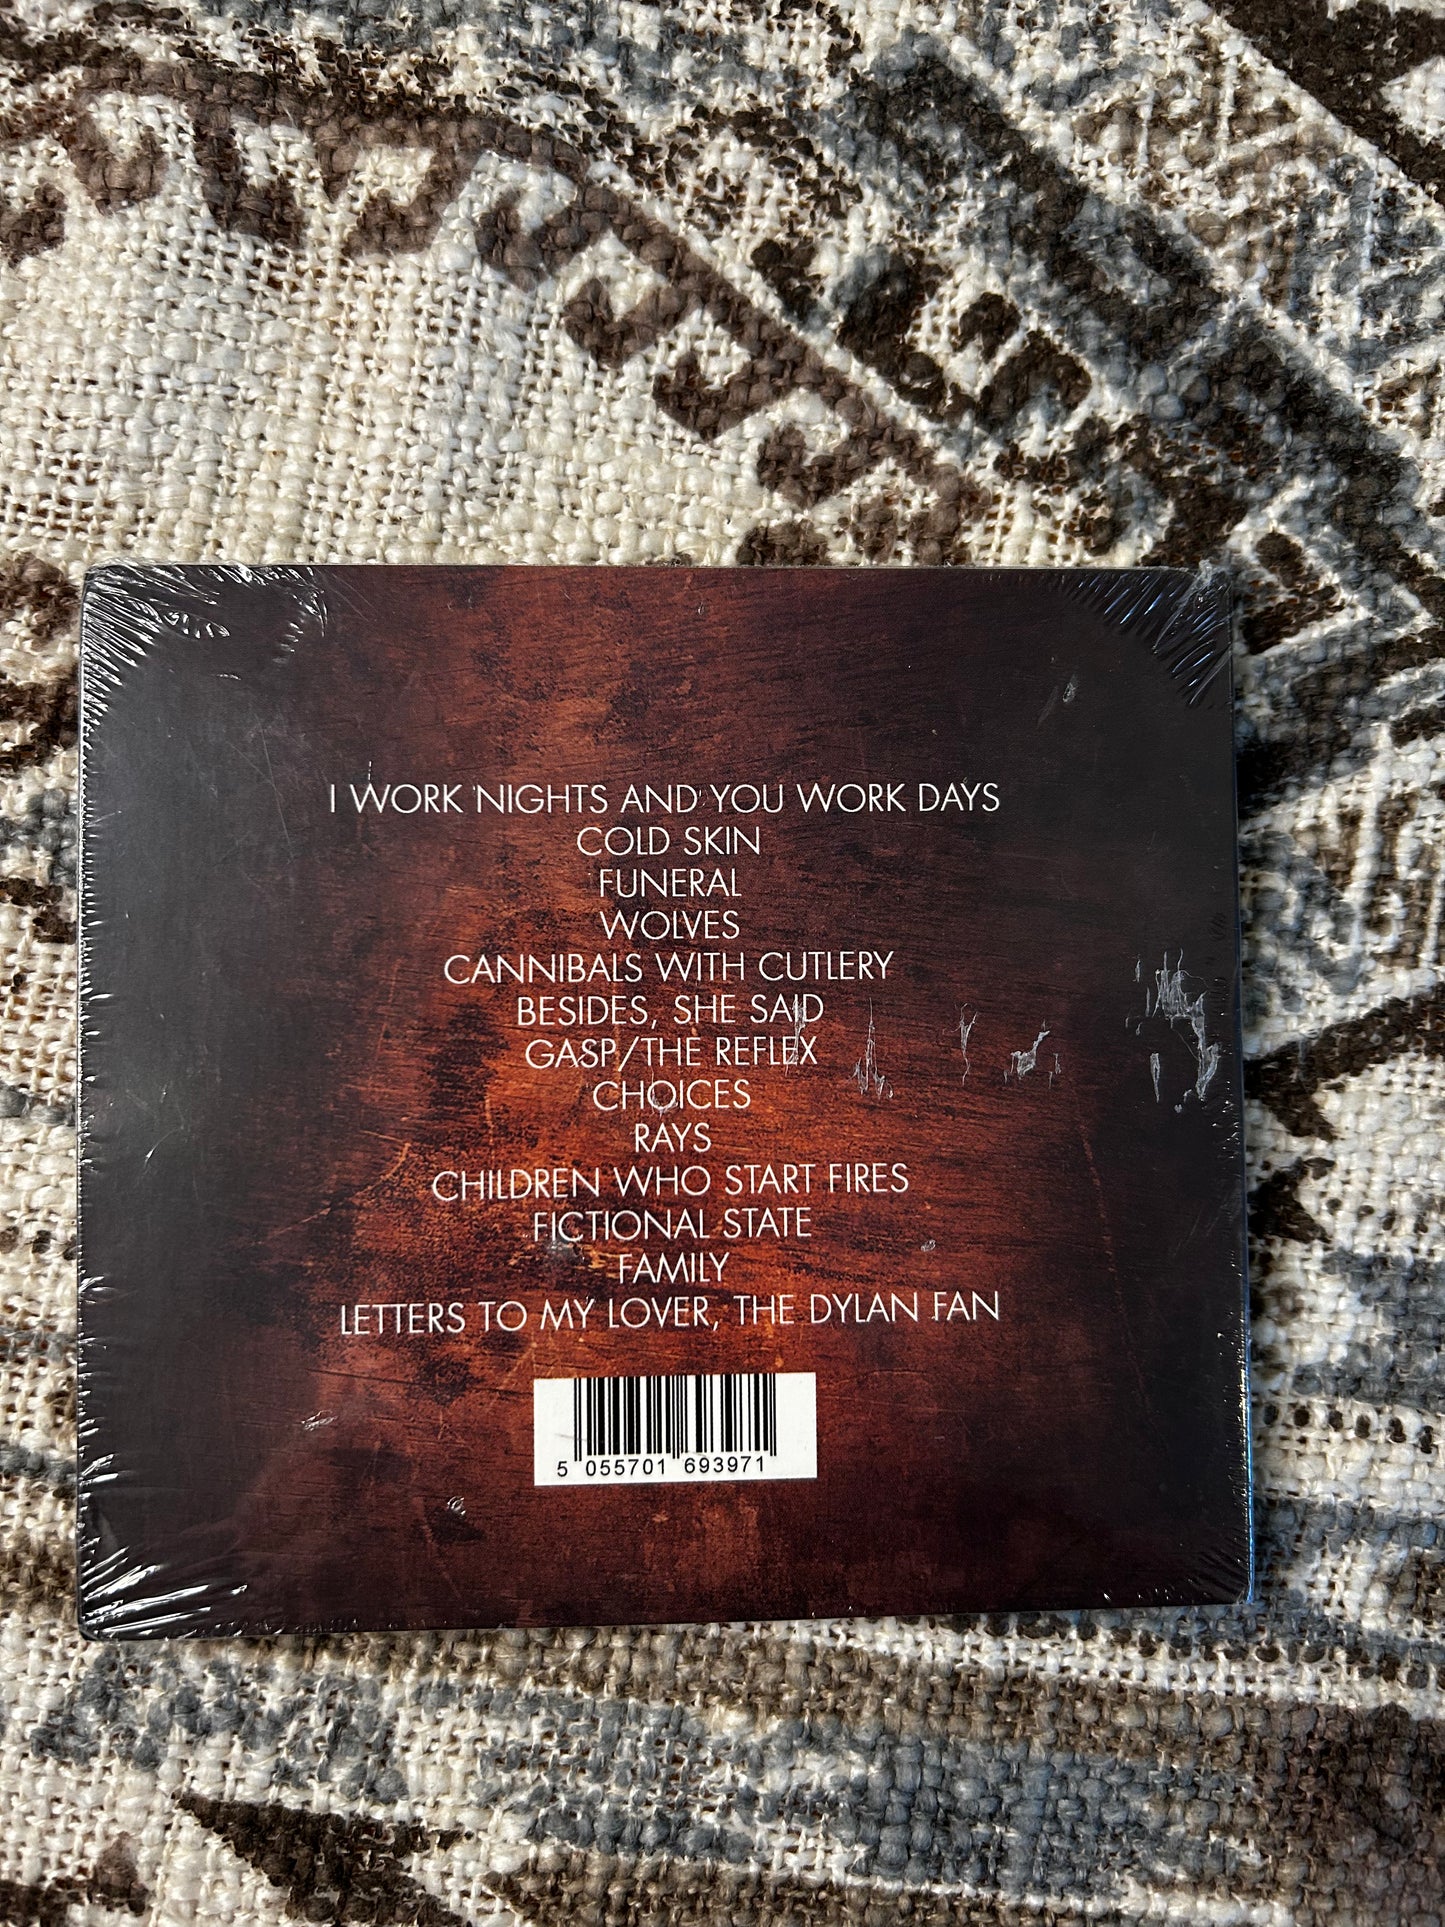 I WORK NIGHTS AND YOU WORK DAYS
COLD SKIN
FUNERAL
WOLVES
CANNIBALS WITH CUTLERY
BESIDES, SHE SAID
GASP/THE REFLEX
CHOICES
RAYS
CHILDREN WHO START FIRES
FICTIONAL STATE
FAMILY
LETTERS TO MY LOVER, THE DYLAN FAN
5 055701 693971